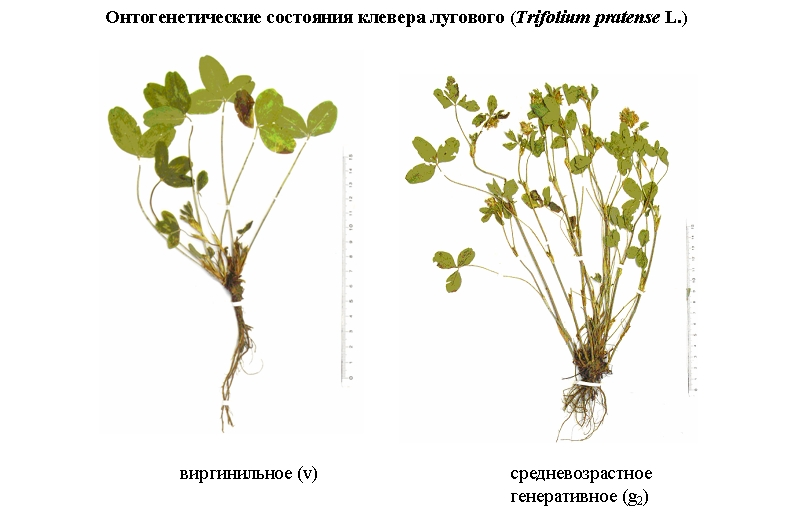 Онтогенетические состояния клевера лугового (Trifolium pratense L.)
виргинильное (v)
средневозрастное
генеративное (g2)